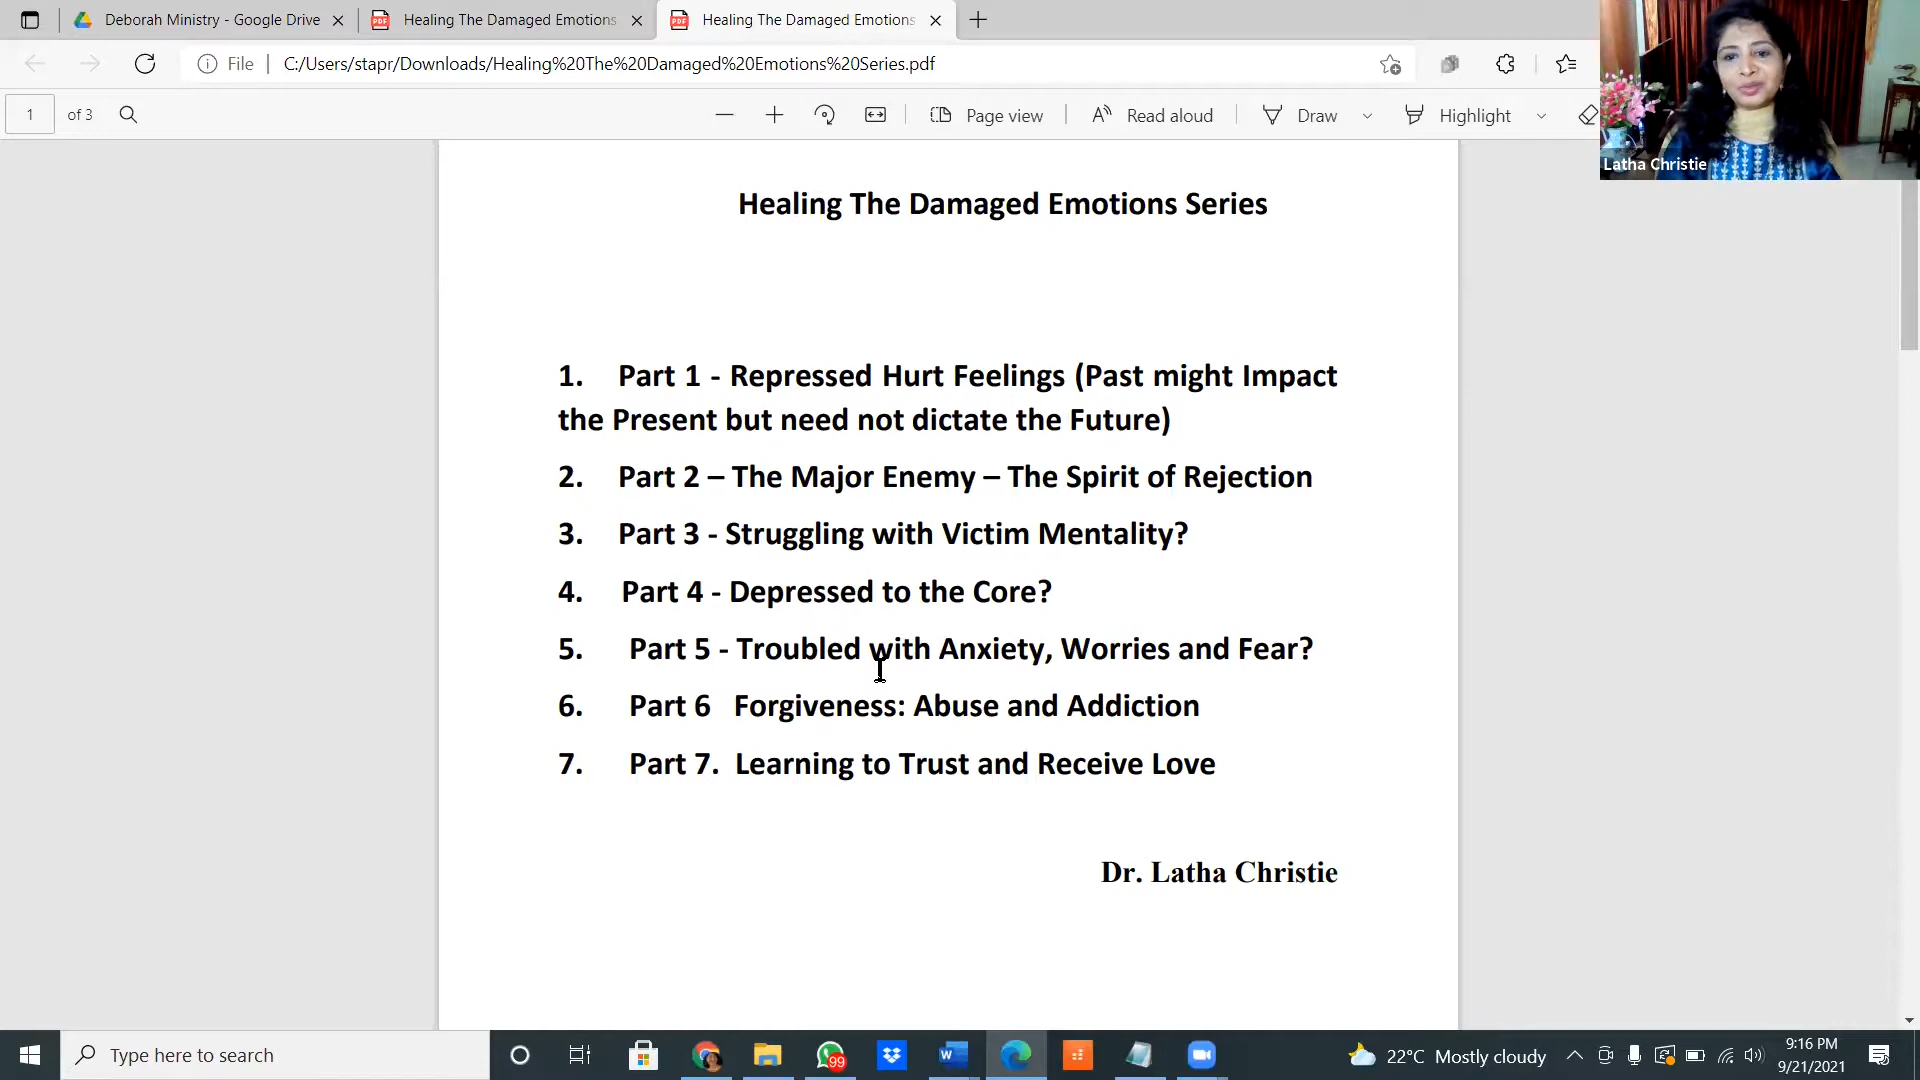 Deborah Ministry - Google Drive
Healing The Damaged Emotions
Healing The Damaged Emotions
File
C:/Users/stapr/Downloads/Healing%20The%20Damaged%20Emotions%20Series.pdf
1
of 3
Page view
Read aloud
Draw
Highlight
Latha Christie
Healing The Damaged Emotions Series
1. Part 1 - Repressed Hurt Feelings (Past might Impact
the Present but need not dictate the Future)
2. Part 2 – The Major Enemy – The Spirit of Rejection
3. Part 3 - Struggling with Victim Mentality?
4. Part 4 - Depressed to the Core?
5. Part 5 - Troubled with Anxiety, Worries and Fear?
6. Part 6 Forgiveness: Abuse and Addiction
7. Part 7. Learning to Trust and Receive Love
Dr. Latha Christie
Type here to search
99
22°C Mostly cloudy
9:16 PM
9/21/2021